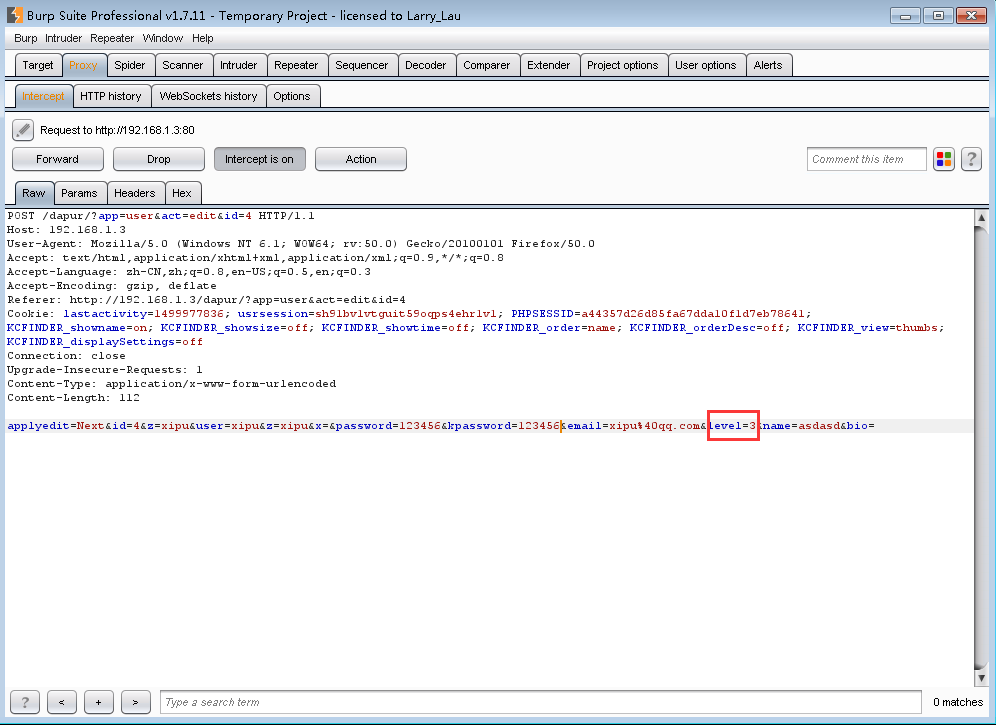 Burp Suite Professional v1.7.11 - Temporary Project - licensed to Larry_Lau
Burp Intruder Repeater Window Help
Target Proxy Spider Scanner Intruder Repeater Sequencer Decoder Comparer Extender Project options User options Alerts
Intercept HTTP history WebSockets history Options
Request to http://192.168.1.3:80
Forward Drop Intercept is on Action Comment this item ?
Raw Params Headers Hex
POST /dapur/?app=user&act=edit&id=4 HTTP/1.1
Host: 192.168.1.3
User-Agent: Mozilla/5.0 (Windows NT 6.1; WOW64; rv:50.0) Gecko/20100101 Firefox/50.0
Accept: text/html,application/xhtml+xml,application/xml;q=0.9,*/*;q=0.8
Accept-Language: zh-CN,zh;q=0.8,en-US;q=0.5,en;q=0.3
Accept-Encoding: gzip, deflate
Referer: http://192.168.1.3/dapur/?app=user&act=edit&id=4
Cookie: lastactivity=1499977836; usrsession=sh9lbvlvtguit59oqps4ehrlvl; PHPSESSID=a44357d26d85fa67dda10f1d7eb78641;
KCFINDER_showname=on; KCFINDER_showsize=off; KCFINDER_showtime=off; KCFINDER_order=name; KCFINDER_orderDesc=off; KCFINDER_view=thumbs;
KCFINDER_displaySettings=off
Connection: close
Upgrade-Insecure-Requests: 1
Content-Type: application/x-www-form-urlencoded
Content-Length: 112
applyedit=Next&id=4&z=xipu&user=xipu&z=xipu&x=&password=123456&kpassword=123456&email=xipu%40qq.com&level=3&name=asdasd&bio=
? < + > Type a search term 0 matches